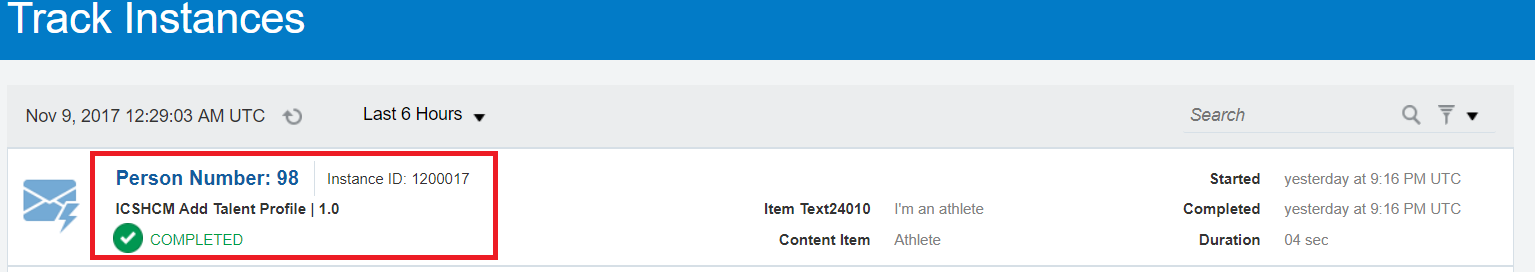 Track Instances
Nov 9, 2017 12:29:03 AM UTC Last 6 Hours Search
Person Number: 98 Instance ID: 1200017 Started yesterday at 9:16 PM UTC
ICSHCM Add Talent Profile | 1.0 Item Text24010 I'm an athlete Completed yesterday at 9:16 PM UTC
COMPLETED Content Item Athlete Duration 04 sec